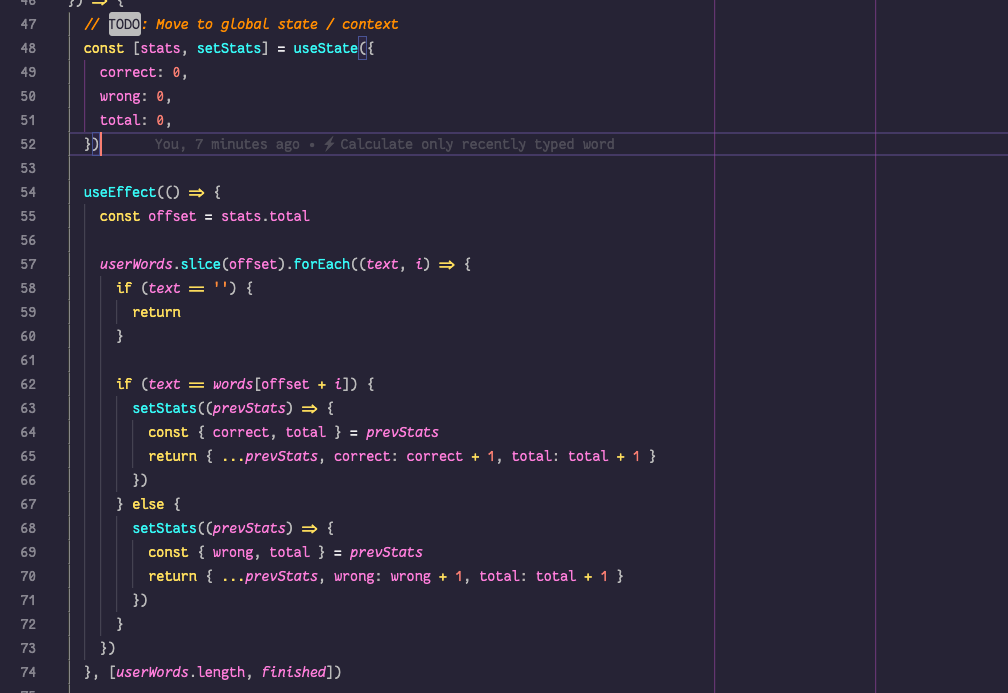 46 }) => {
47 // TODO: Move to global state / context
48 const [stats, setStats] = useState({
49 correct: 0,
50 wrong: 0,
51 total: 0,
52 }) You, 7 minutes ago • ⚡ Calculate only recently typed word
53
54 useEffect(() => {
55 const offset = stats.total
56
57 userWords.slice(offset).forEach((text, i) => {
58 if (text == '') {
59 return
60 }
61
62 if (text == words[offset + i]) {
63 setStats((prevStats) => {
64 const { correct, total } = prevStats
65 return { ...prevStats, correct: correct + 1, total: total + 1 }
66 })
67 } else {
68 setStats((prevStats) => {
69 const { wrong, total } = prevStats
70 return { ...prevStats, wrong: wrong + 1, total: total + 1 }
71 })
72 }
73 })
74 }, [userWords.length, finished])